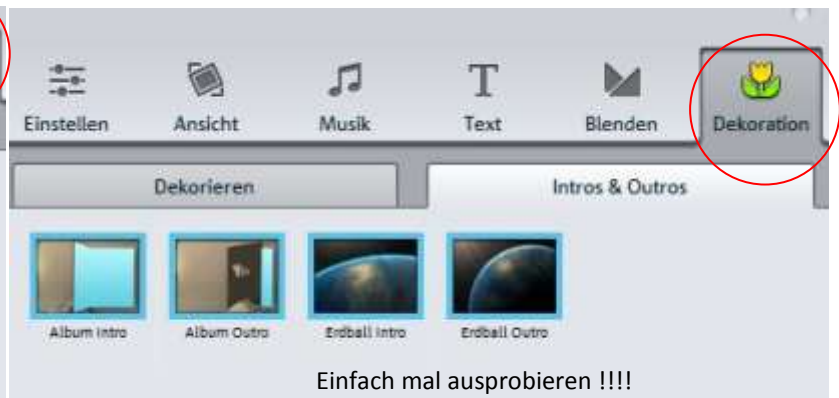 Einstellen Ansicht Musik Text Blenden Dekoration
Dekorieren Intros & Outros
Album Intro Album Outro Erdball Intro Erdball Outro
Einfach mal ausprobieren !!!!